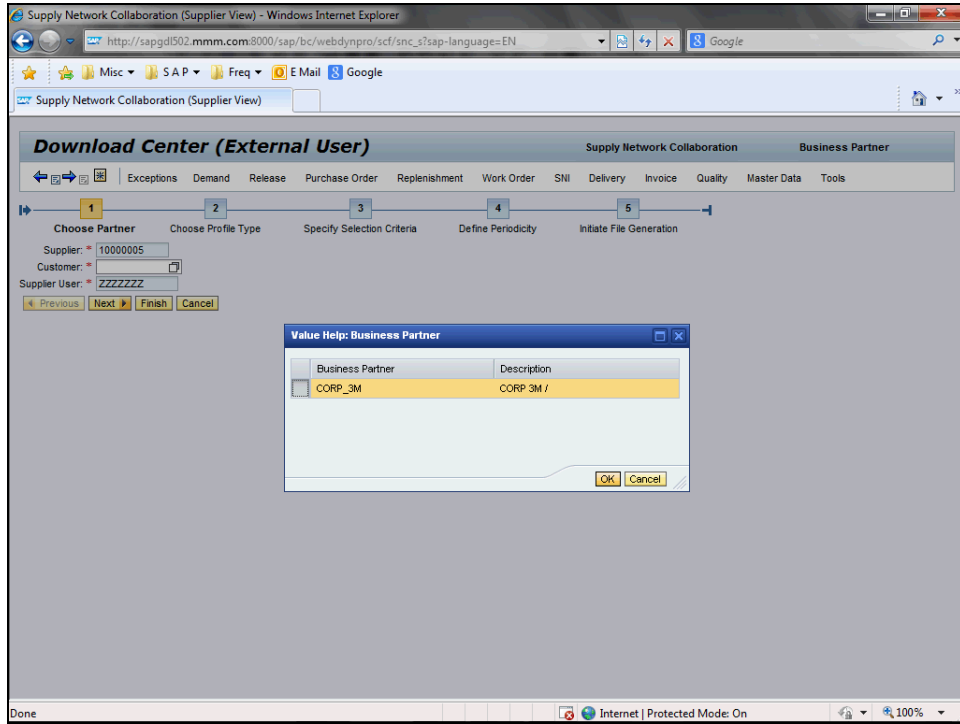 Supply Network Collaboration (Supplier View) - Windows Internet Explorer
http://sapgdl502.mmm.com:8000/sap/bc/webdynpro/scf/snc_s?sap-language=EN
Google
Misc SAP Freq E Mail Google
Supply Network Collaboration (Supplier View)
Download Center (External User) Supply Network Collaboration Business Partner
Exceptions Demand Release Purchase Order Replenishment Work Order SNI Delivery Invoice Quality Master Data Tools
1 2 3 4 5
Choose Partner Choose Profile Type Specify Selection Criteria Define Periodicity Initiate File Generation
Supplier: * 10000005
Customer: *
Supplier User: * ZZZZZZZ
Previous Next Finish Cancel
Value Help: Business Partner
Business Partner Description
CORP_3M CORP 3M /
OK Cancel
Done Internet | Protected Mode: On 100%